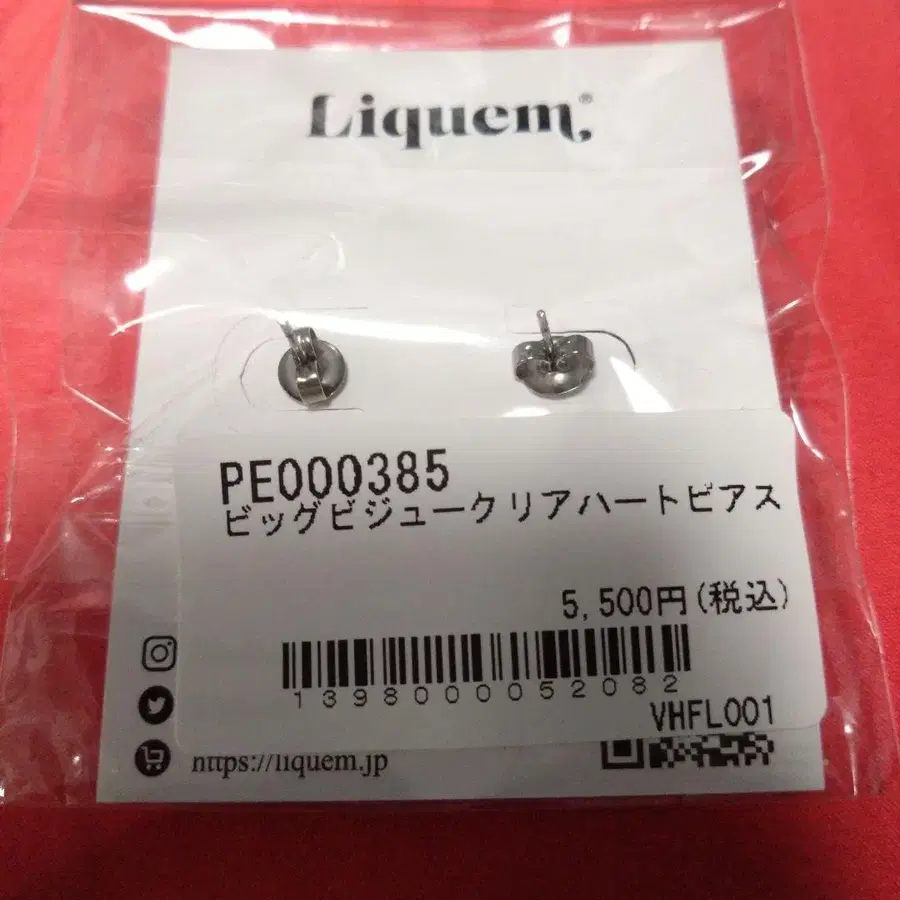 Liquem®
PE000385
ビッグビジュークリアハートピアス
5,500円(税込)
1398000052082
VHFL001
https://liquem.jp